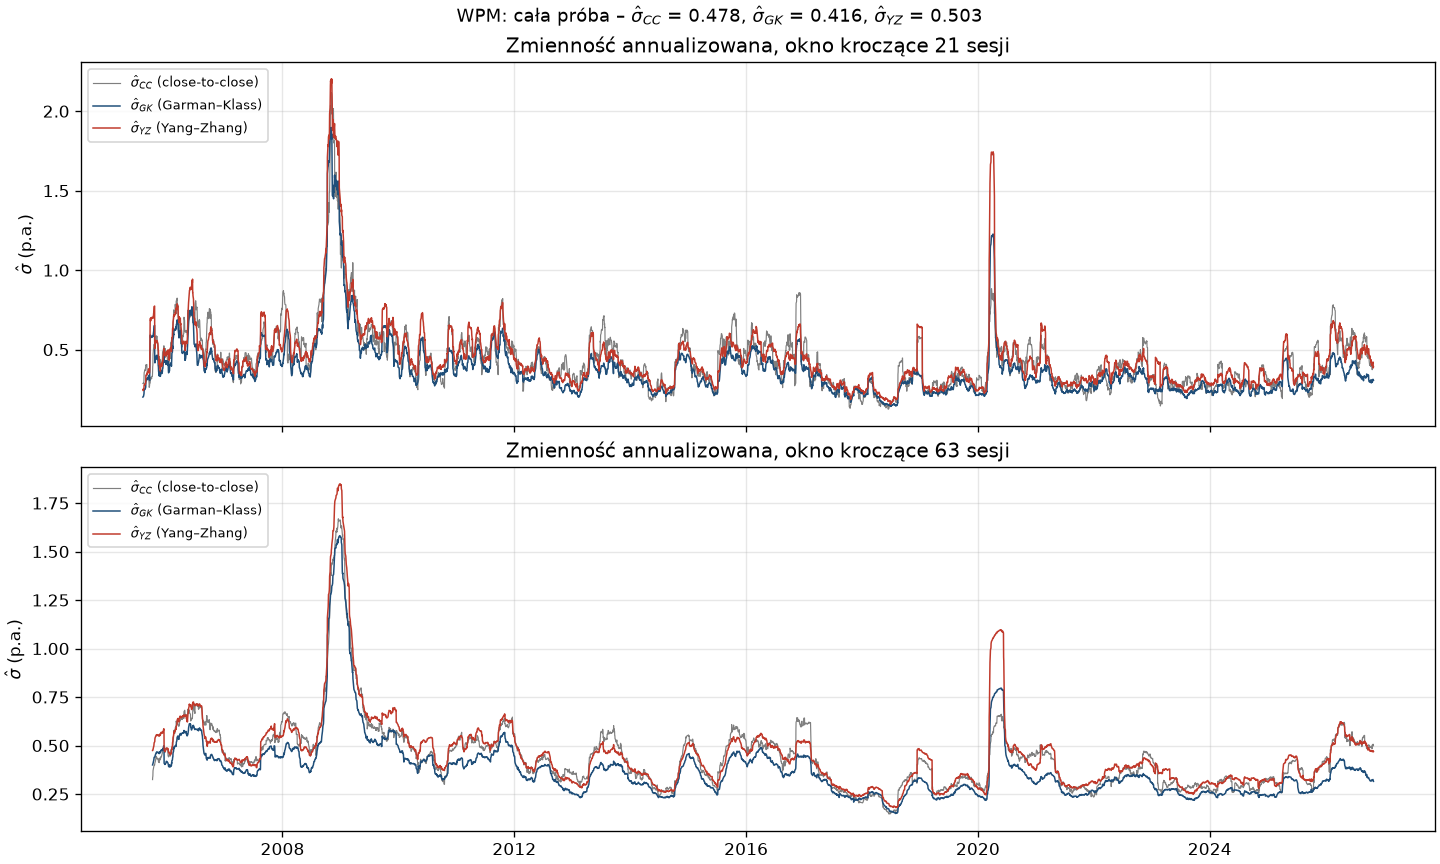 WPM: cała próba – σ̂CC = 0.478, σ̂GK = 0.416, σ̂YZ = 0.503
Zmienność annualizowana, okno kroczące 21 sesji
σ̂CC (close-to-close)
σ̂GK (Garman–Klass)
σ̂YZ (Yang–Zhang)
σ̂ (p.a.)
2.0
1.5
1.0
0.5
Zmienność annualizowana, okno kroczące 63 sesji
σ̂CC (close-to-close)
σ̂GK (Garman–Klass)
σ̂YZ (Yang–Zhang)
σ̂ (p.a.)
1.75
1.50
1.25
1.00
0.75
0.50
0.25
2008 2012 2016 2020 2024